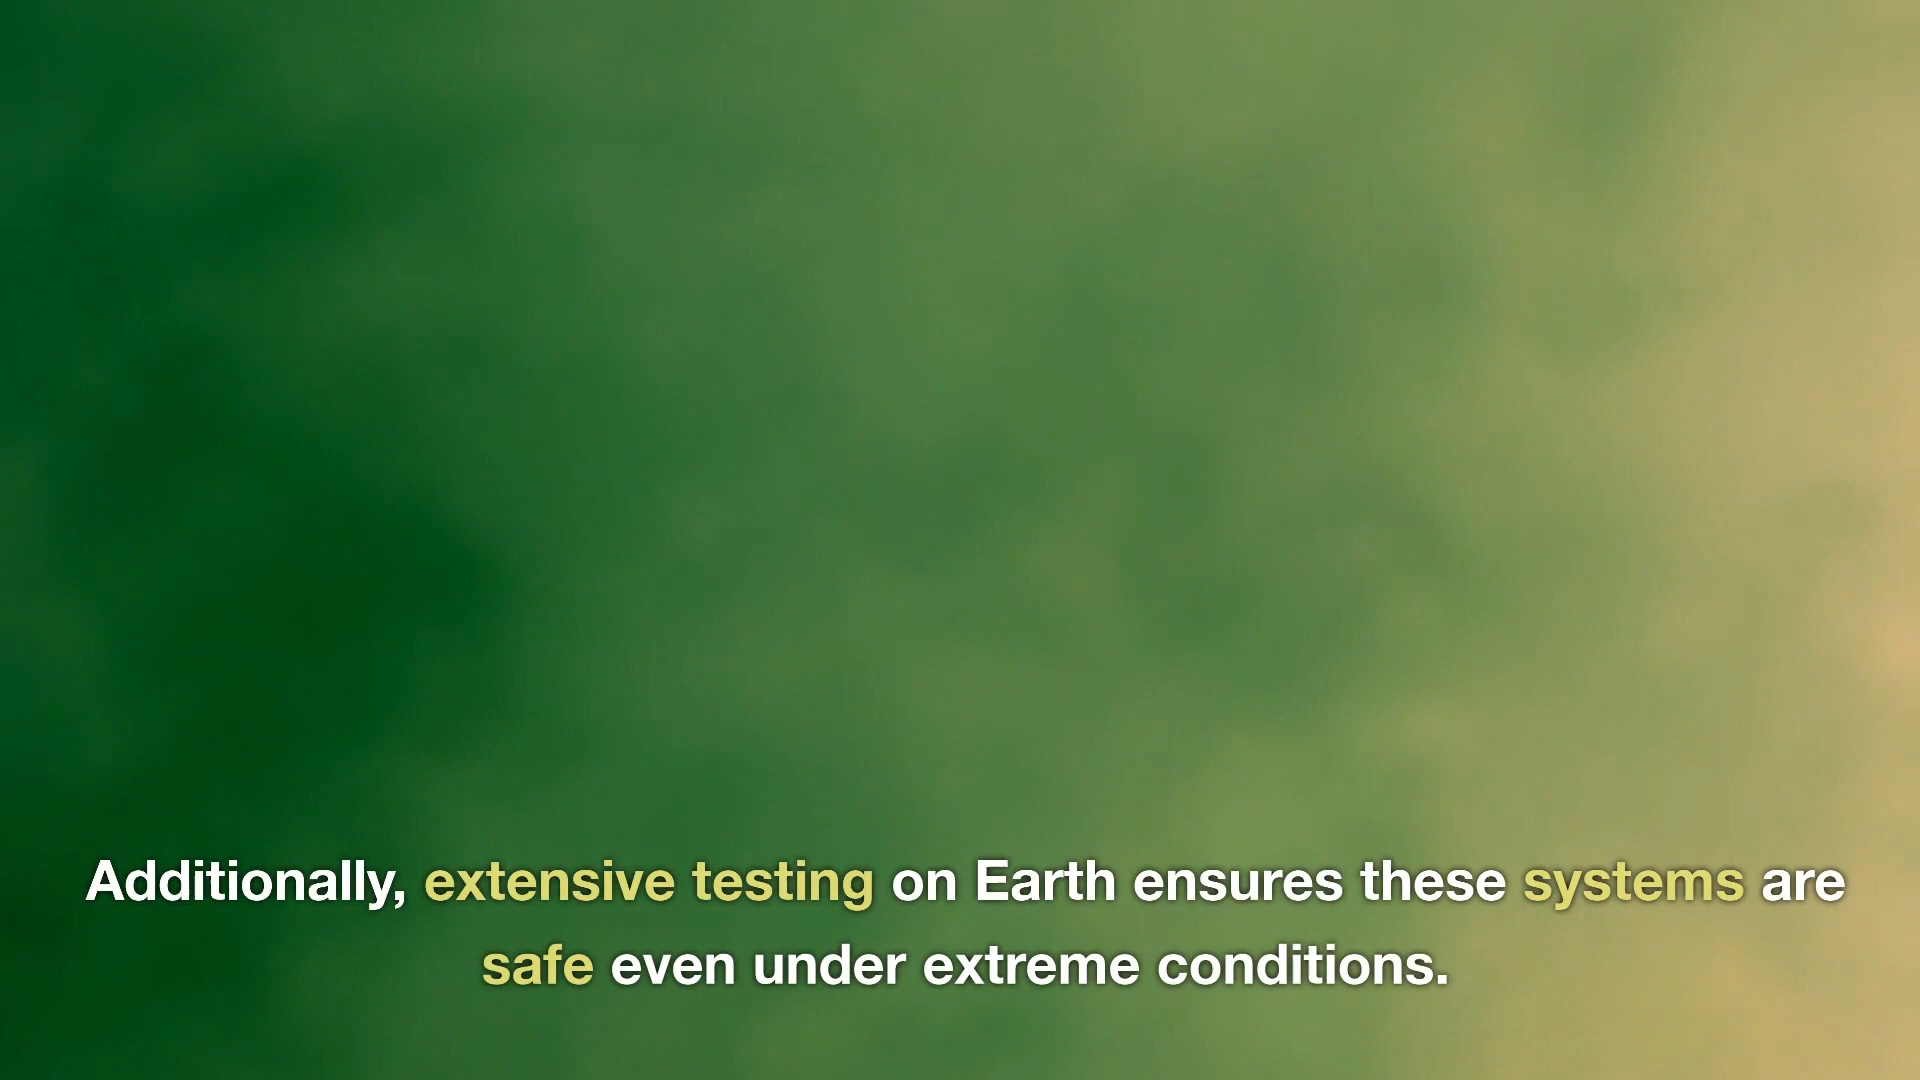 Additionally, extensive testing on Earth ensures these systems are
safe even under extreme conditions.